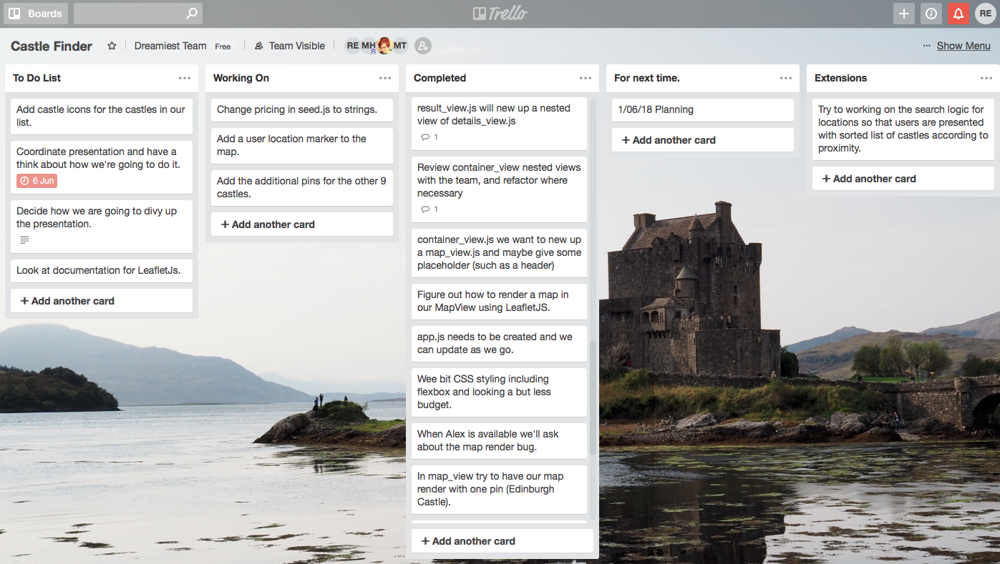 Boards
Trello
RE
Castle Finder
Dreamiest Team Free
Team Visible
RE MH MT
... Show Menu
To Do List
Add castle icons for the castles in our
list.
Coordinate presentation and have a
think about how we're going to do it.
6 Jun
Decide how we are going to divy up
the presentation.
Look at documentation for LeafletJs.
+ Add another card
Working On
Change pricing in seed.js to strings.
Add a user location marker to the
map.
Add the additional pins for the other 9
castles.
+ Add another card
Completed
result_view.js will new up a nested
view of details_view.js
1
Review container_view nested views
with the team, and refactor where
necessary
1
container_view.js we want to new up
a map_view.js and maybe give some
placeholder (such as a header)
Figure out how to render a map in
our MapView using LeafletJS.
app.js needs to be created and we
can update as we go.
Wee bit CSS styling including
flexbox and looking a but less
budget.
When Alex is available we'll ask
about the map render bug.
In map_view try to have our map
render with one pin (Edinburgh
Castle).
+ Add another card
For next time.
1/06/18 Planning
+ Add another card
Extensions
Try to working on the search logic for
locations so that users are presented
with sorted list of castles according to
proximity.
+ Add another card